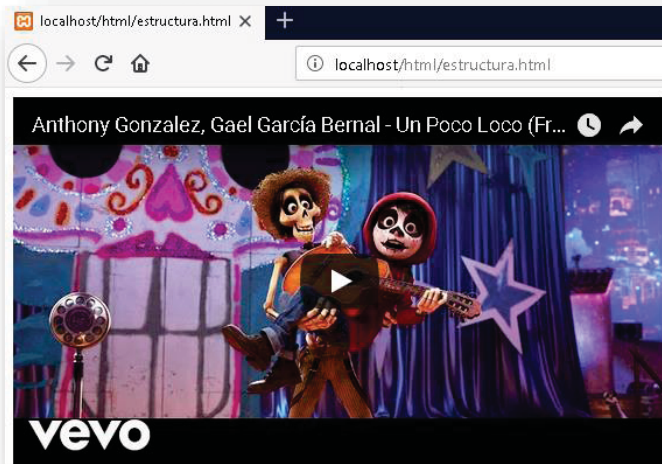 localhost/html/estructura.html
localhost/html/estructura.html
Anthony Gonzalez, Gael García Bernal - Un Poco Loco (Fr...
vevo